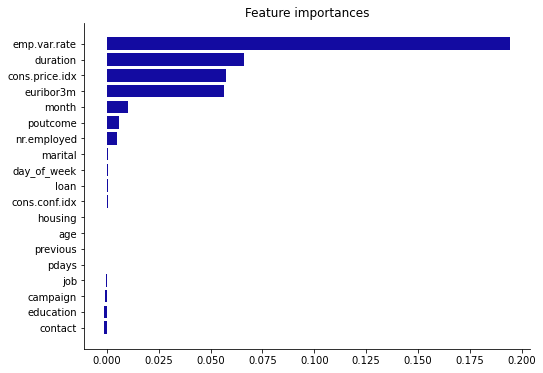 Feature importances
emp.var.rate
duration
cons.price.idx
euribor3m
month
poutcome
nr.employed
marital
day_of_week
loan
cons.conf.idx
housing
age
previous
pdays
job
campaign
education
contact
0.000 0.025 0.050 0.075 0.100 0.125 0.150 0.175 0.200